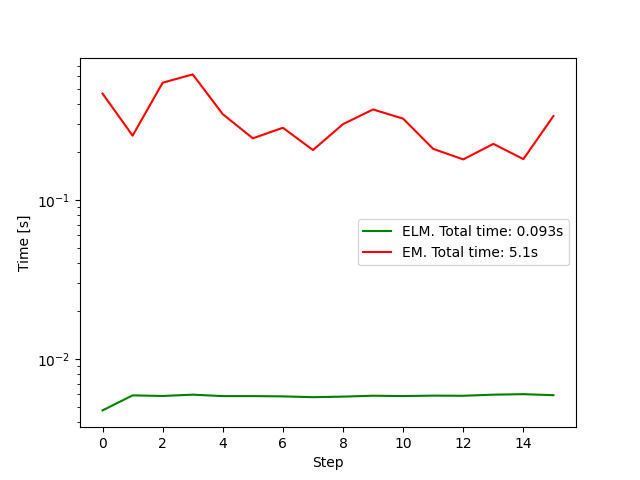 10⁻¹
10⁻²
Time [s]
ELM. Total time: 0.093s
EM. Total time: 5.1s
0 2 4 6 8 10 12 14
Step